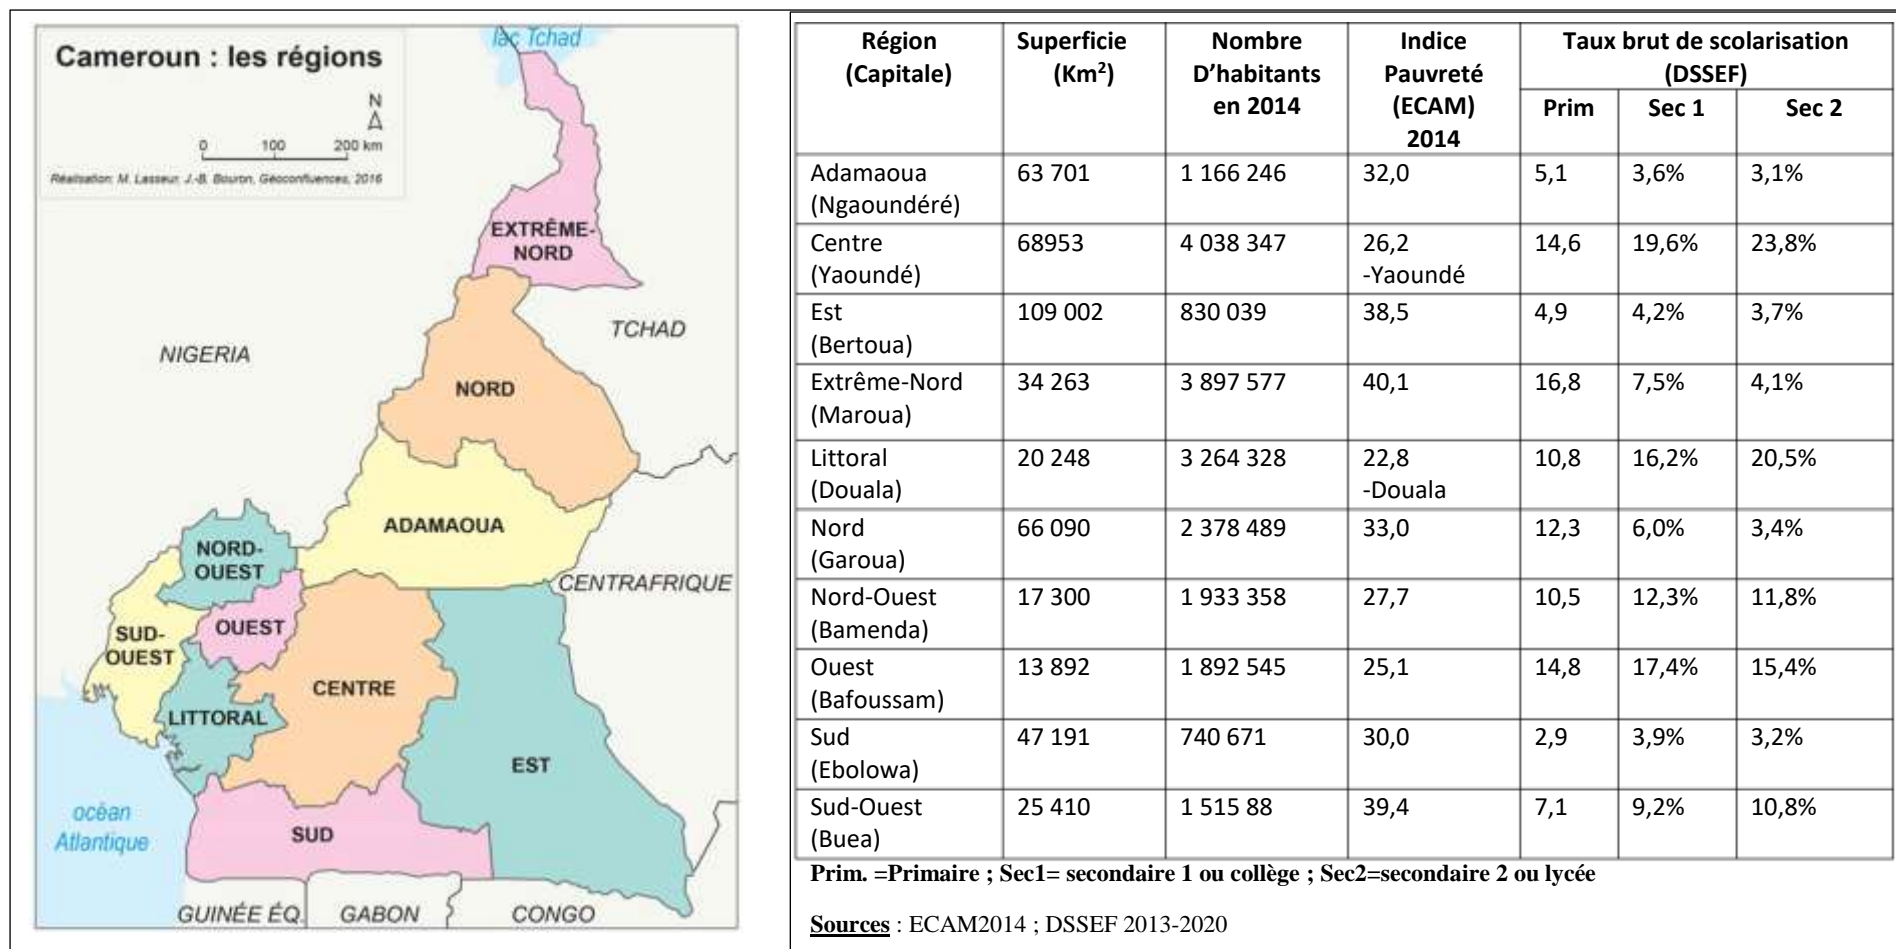 Cameroun : les régions
N
0 100 200 km
Réalisation: M. Lasseur, J.-B. Bouron, Géoconfluences, 2016
lac Tchad
EXTRÊME-
NORD
TCHAD
NIGERIA
NORD
ADAMAOUA
NORD-
OUEST
CENTRAFRIQUE
OUEST
SUD-
OUEST
CENTRE
LITTORAL
EST
océan
Atlantique
SUD
GUINÉE ÉQ. GABON CONGO
Région Superficie Nombre Indice Taux brut de scolarisation
(Capitale) (Km²) D’habitants Pauvreté (DSSEF)
en 2014 (ECAM) Prim Sec 1 Sec 2
2014
Adamaoua 63 701 1 166 246 32,0 5,1 3,6% 3,1%
(Ngaoundéré)
Centre 68953 4 038 347 26,2 14,6 19,6% 23,8%
(Yaoundé) -Yaoundé
Est 109 002 830 039 38,5 4,9 4,2% 3,7%
(Bertoua)
Extrême-Nord 34 263 3 897 577 40,1 16,8 7,5% 4,1%
(Maroua)
Littoral 20 248 3 264 328 22,8 10,8 16,2% 20,5%
(Douala) -Douala
Nord 66 090 2 378 489 33,0 12,3 6,0% 3,4%
(Garoua)
Nord-Ouest 17 300 1 933 358 27,7 10,5 12,3% 11,8%
(Bamenda)
Ouest 13 892 1 892 545 25,1 14,8 17,4% 15,4%
(Bafoussam)
Sud 47 191 740 671 30,0 2,9 3,9% 3,2%
(Ebolowa)
Sud-Ouest 25 410 1 515 88 39,4 7,1 9,2% 10,8%
(Buea)
Prim. =Primaire ; Sec1= secondaire 1 ou collège ; Sec2=secondaire 2 ou lycée
Sources : ECAM2014 ; DSSEF 2013-2020